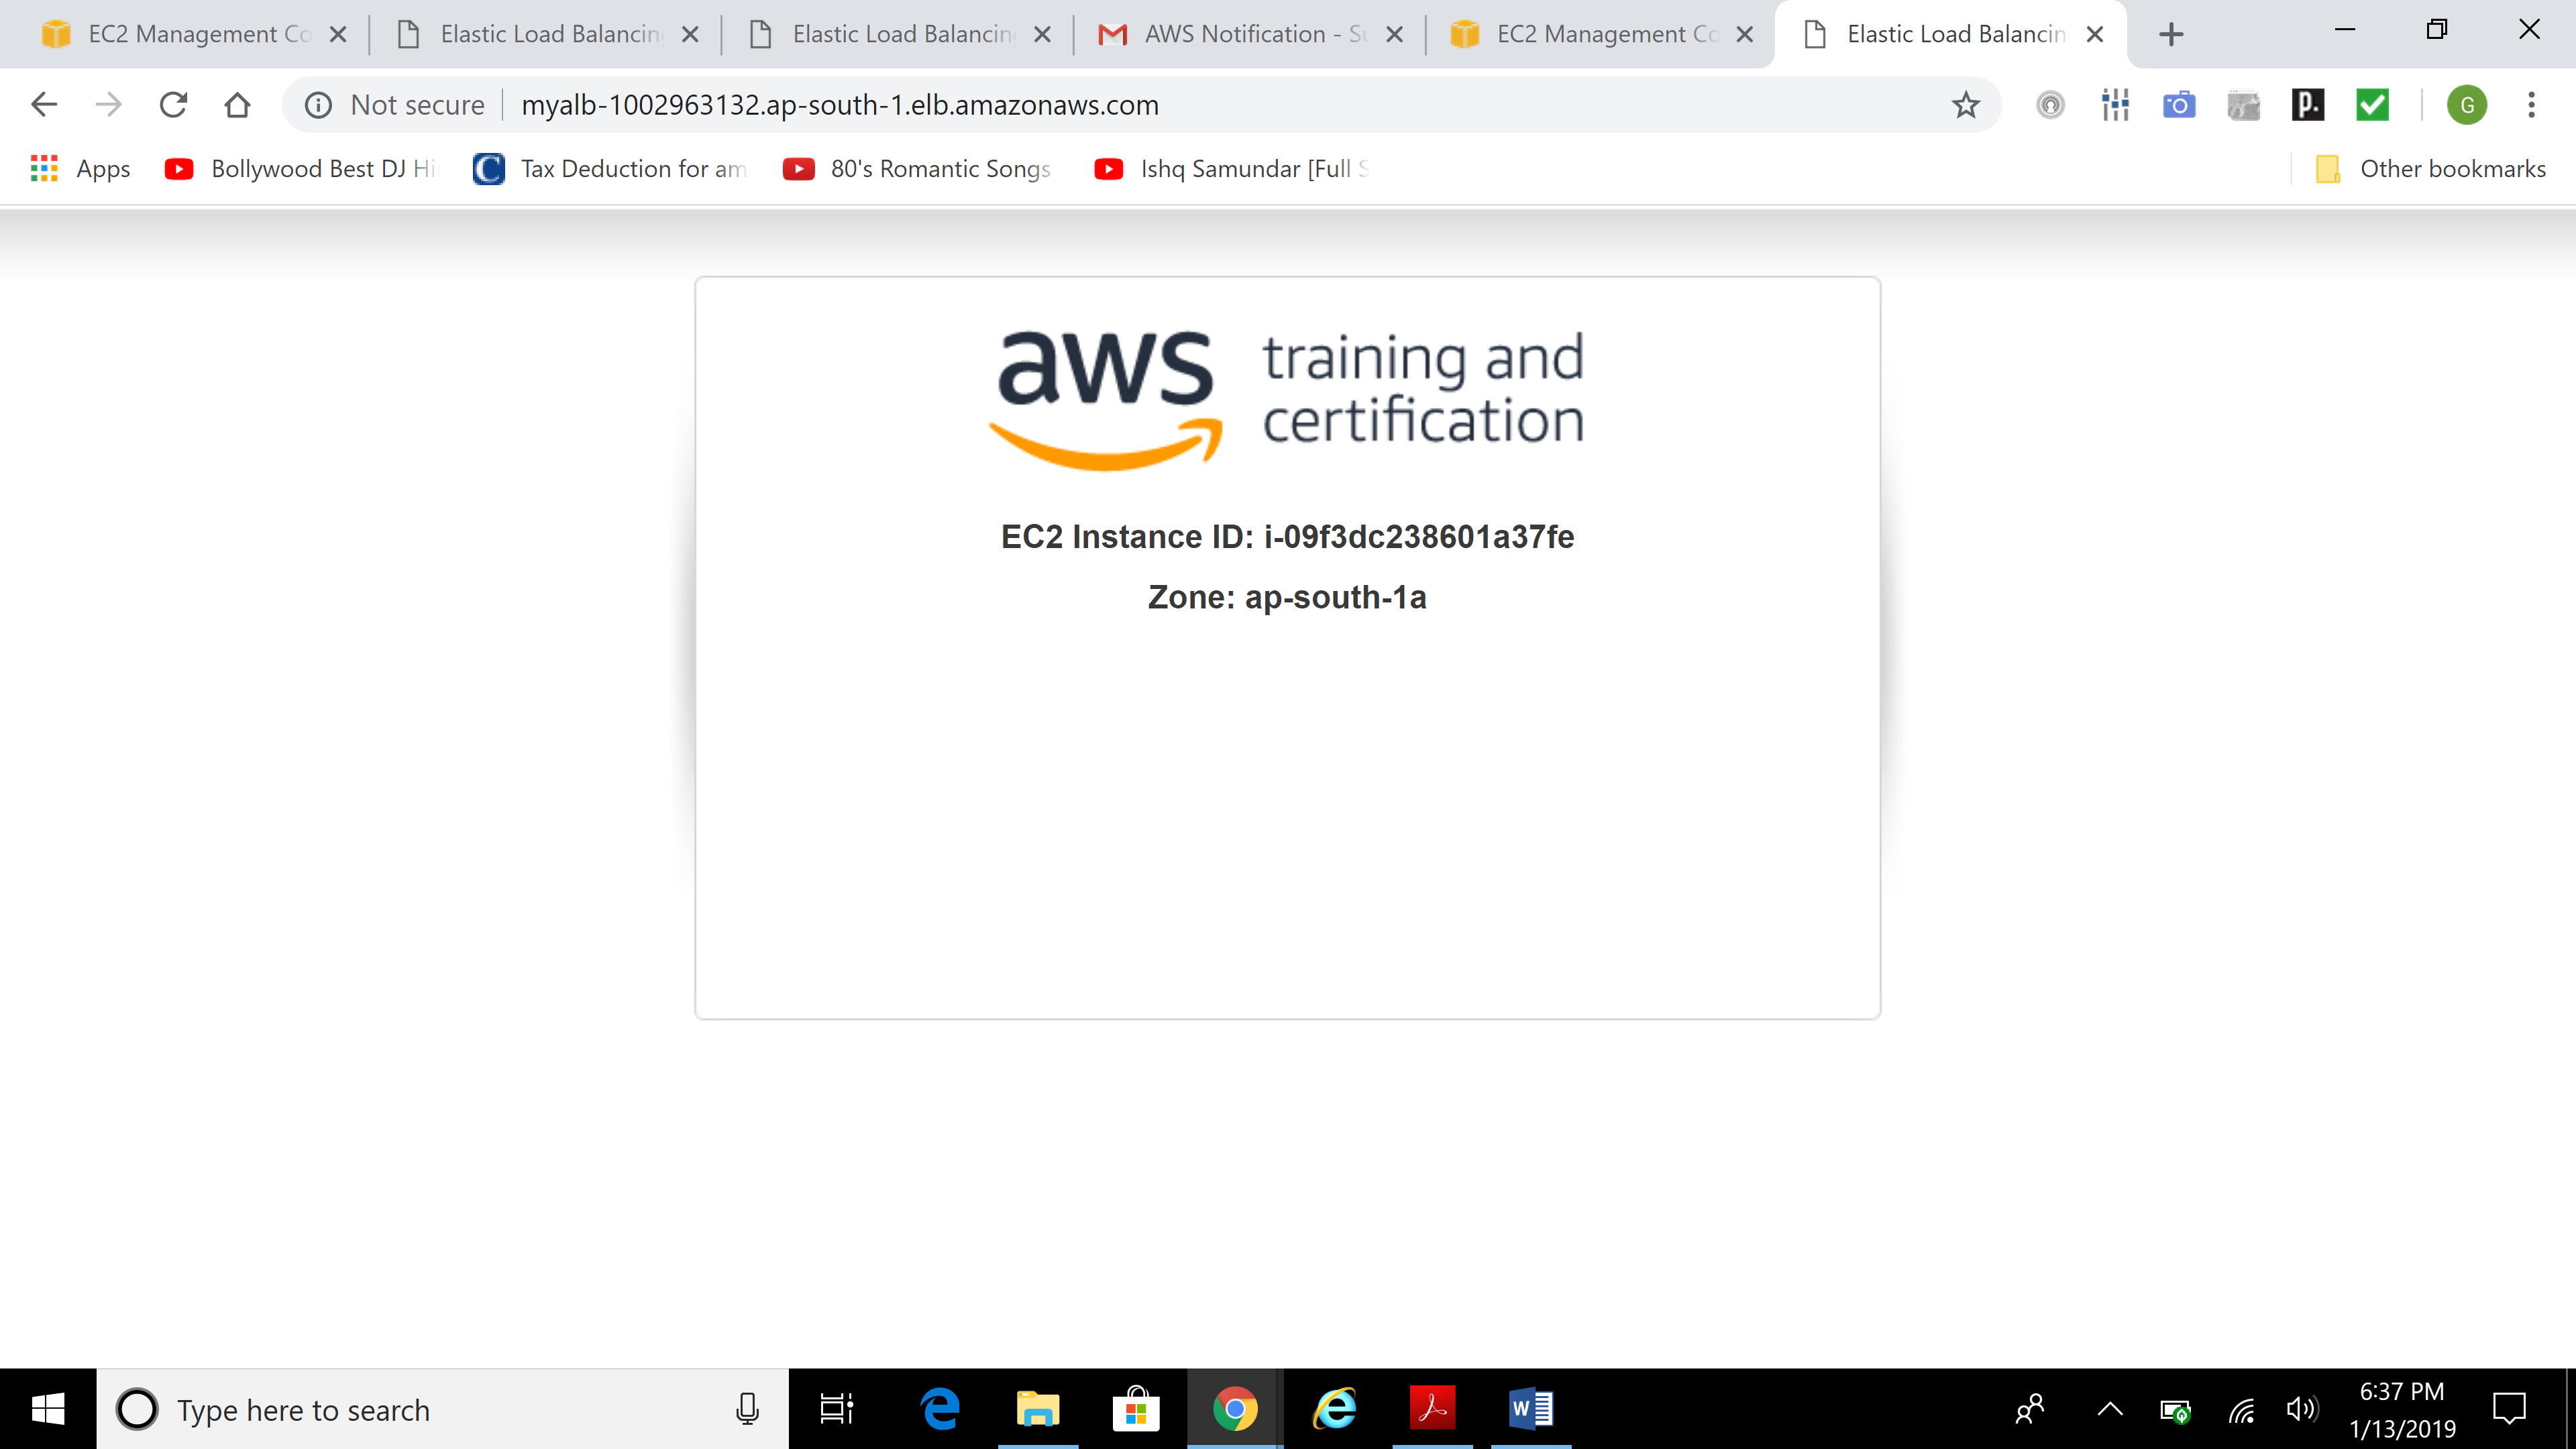 EC2 Management Co
Elastic Load Balancin
Elastic Load Balancin
AWS Notification - Su
EC2 Management Co
Elastic Load Balancin
Not secure
myalb-1002963132.ap-south-1.elb.amazonaws.com
p.
G
Apps
Bollywood Best DJ Hi
Tax Deduction for am
80's Romantic Songs
Ishq Samundar [Full S
Other bookmarks
aws training and
certification
EC2 Instance ID: i-09f3dc238601a37fe
Zone: ap-south-1a
Type here to search
6:37 PM
1/13/2019